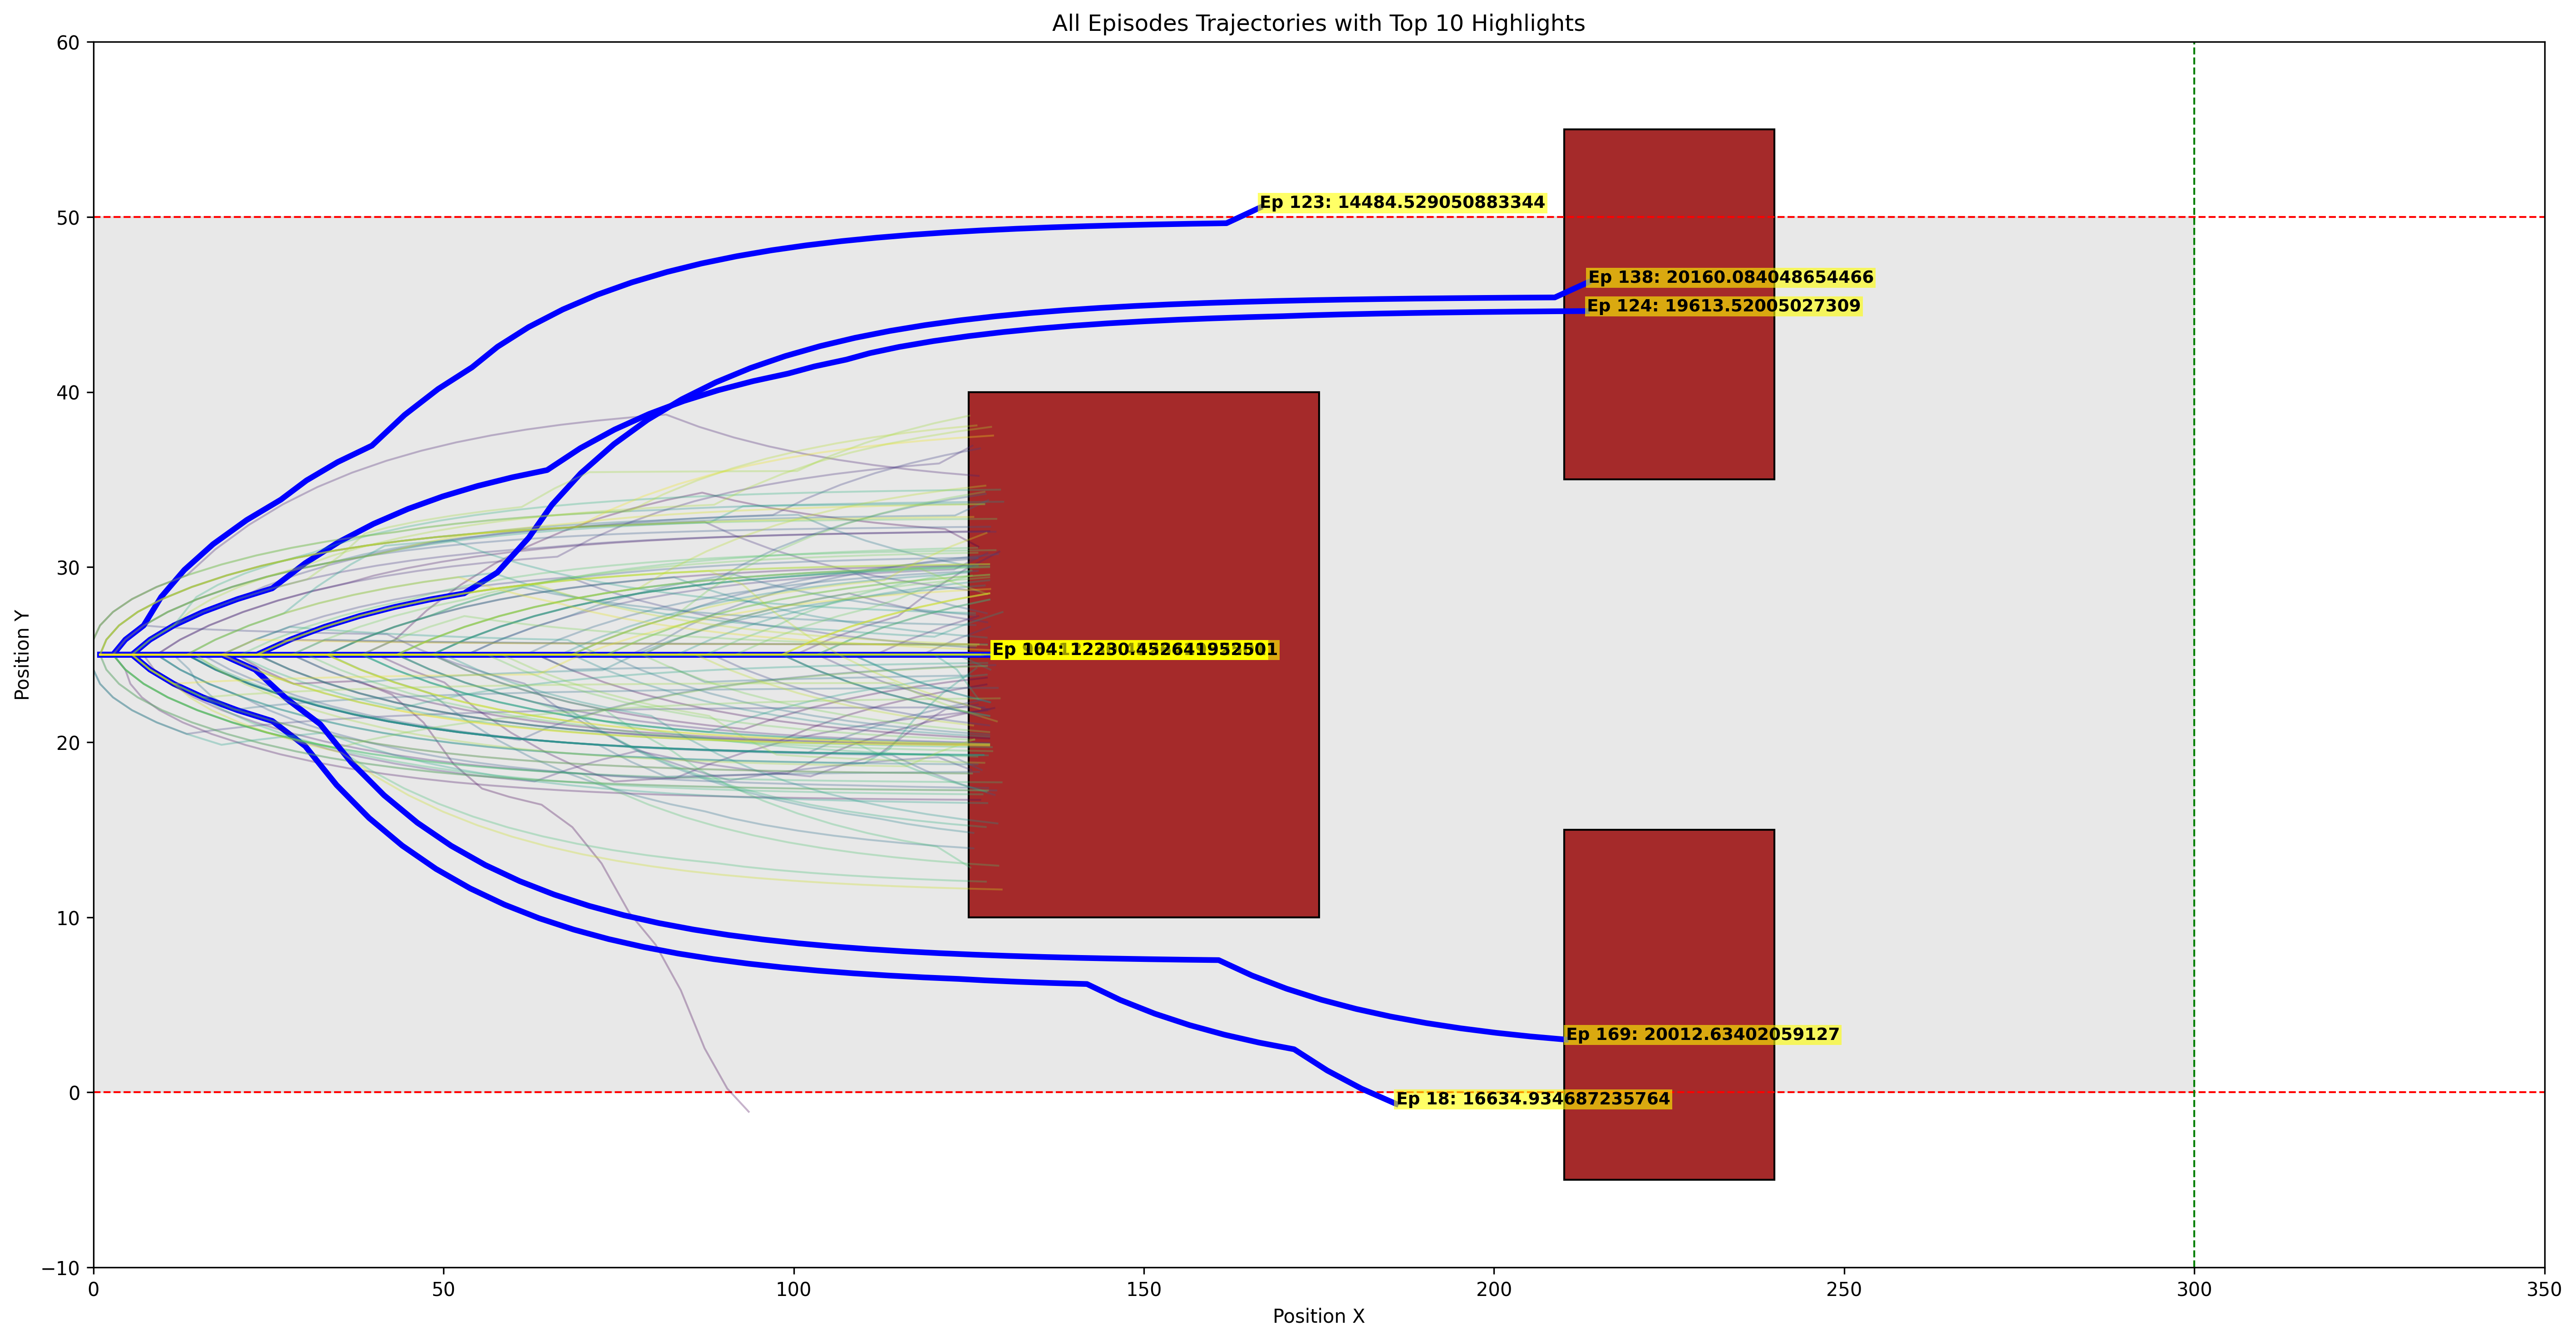 All Episodes Trajectories with Top 10 Highlights
60
50
40
30
20
10
0
−10
Position Y
Ep 123: 14484.529050883344
Ep 138: 20160.084048654466
Ep 124: 19613.52005027309
Ep 104:
Ep 169: 20012.63402059127
Ep 18: 16634.934687235764
0
50
100
150
200
250
300
350
Position X